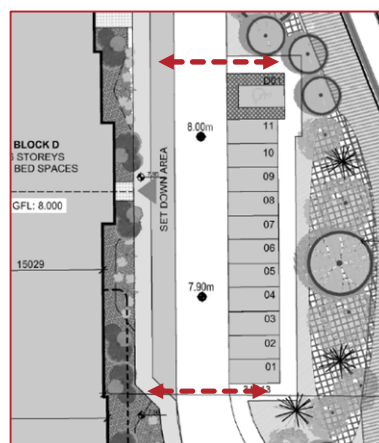 D01
8.00m
11
BLOCK D
STOREYS
BED SPACES
10
09
GFL: 8.000
SET DOWN AREA
08
07
06
15029
05
7.90m
04
03
02
01